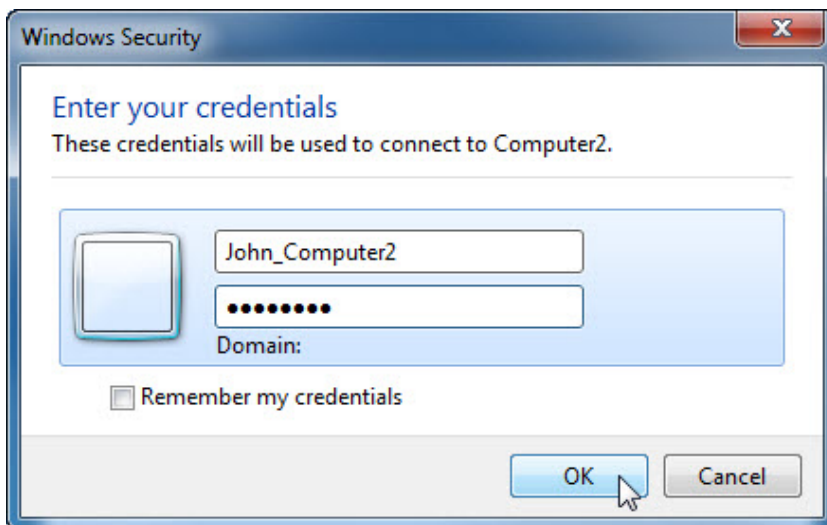 Windows Security
Enter your credentials
These credentials will be used to connect to Computer2.
John_Computer2
●●●●●●●●
Domain:
Remember my credentials
OK
Cancel